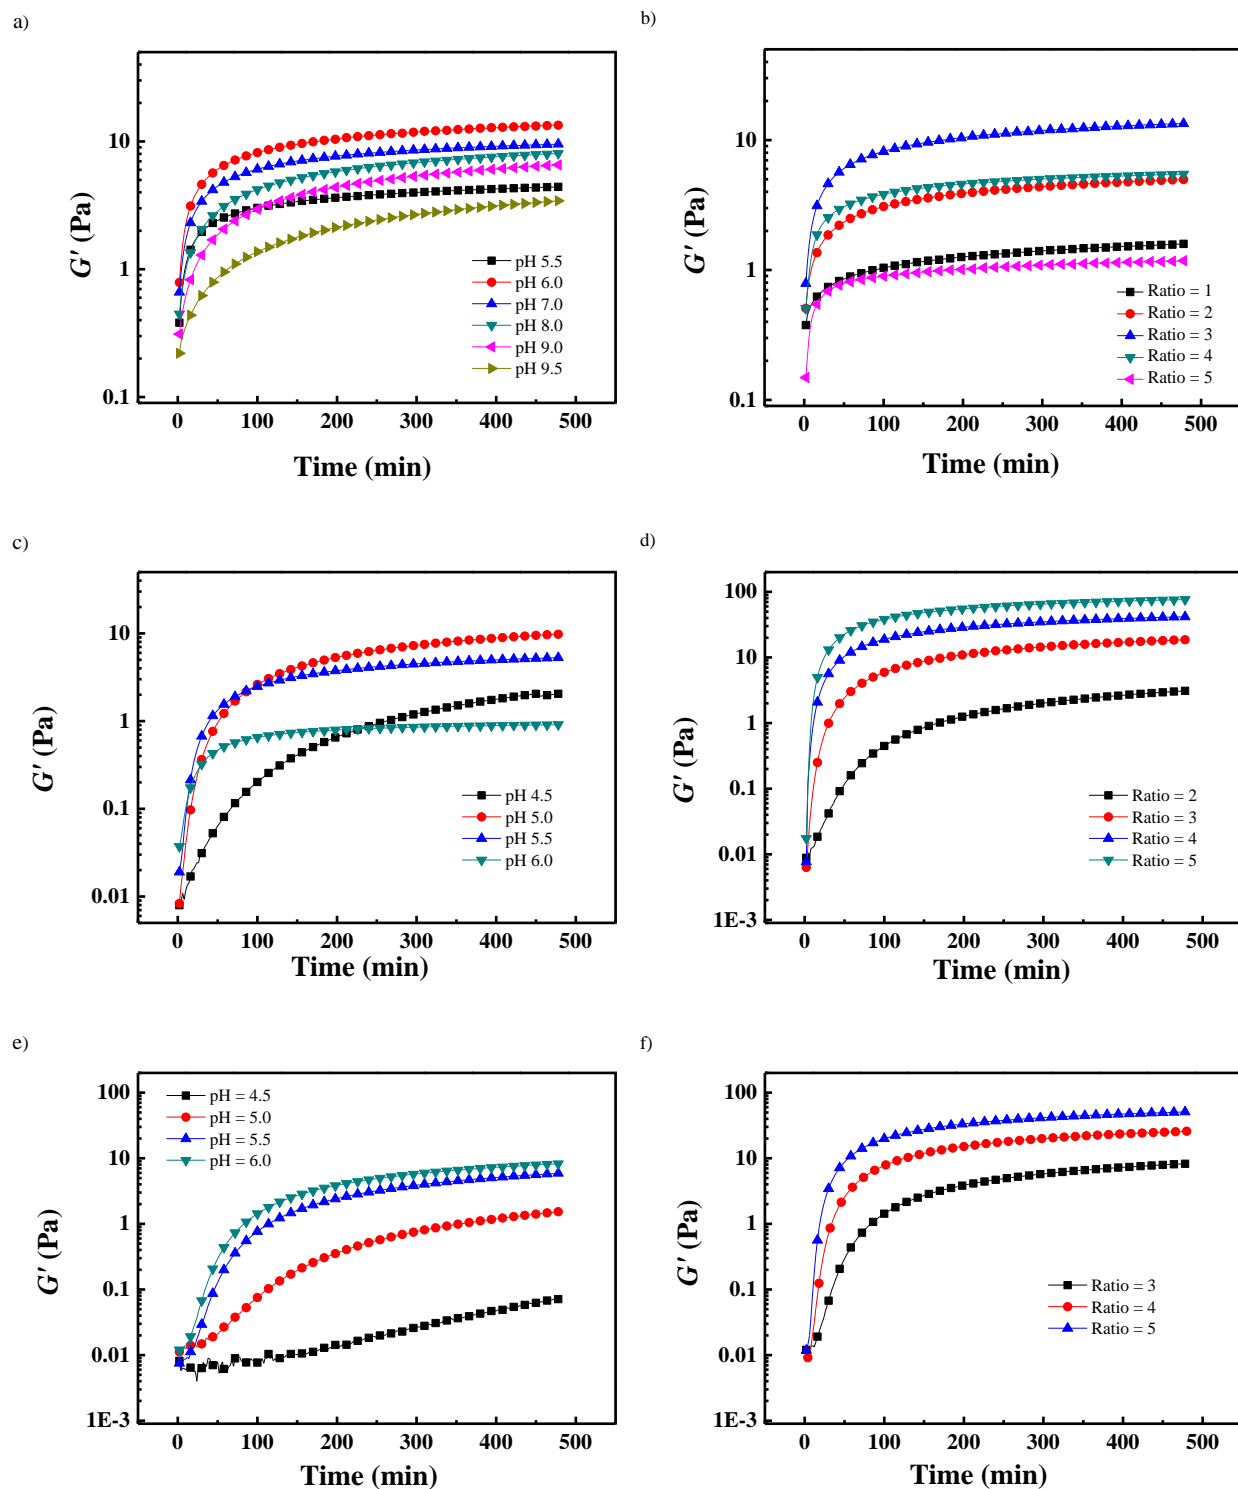 a)
10
1
0.1
G' (Pa)
pH 5.5
pH 6.0
pH 7.0
pH 8.0
pH 9.0
pH 9.5
0 100 200 300 400 500
Time (min)
b)
10
1
0.1
G' (Pa)
Ratio = 1
Ratio = 2
Ratio = 3
Ratio = 4
Ratio = 5
0 100 200 300 400 500
Time (min)
c)
10
1
0.1
0.01
G' (Pa)
pH 4.5
pH 5.0
pH 5.5
pH 6.0
0 100 200 300 400 500
Time (min)
d)
100
10
1
0.1
0.01
1E-3
G' (Pa)
Ratio = 2
Ratio = 3
Ratio = 4
Ratio = 5
0 100 200 300 400 500
Time (min)
e)
100
10
1
0.1
0.01
1E-3
G' (Pa)
pH = 4.5
pH = 5.0
pH = 5.5
pH = 6.0
0 100 200 300 400 500
Time (min)
f)
100
10
1
0.1
0.01
1E-3
G' (Pa)
Ratio = 3
Ratio = 4
Ratio = 5
0 100 200 300 400 500
Time (min)